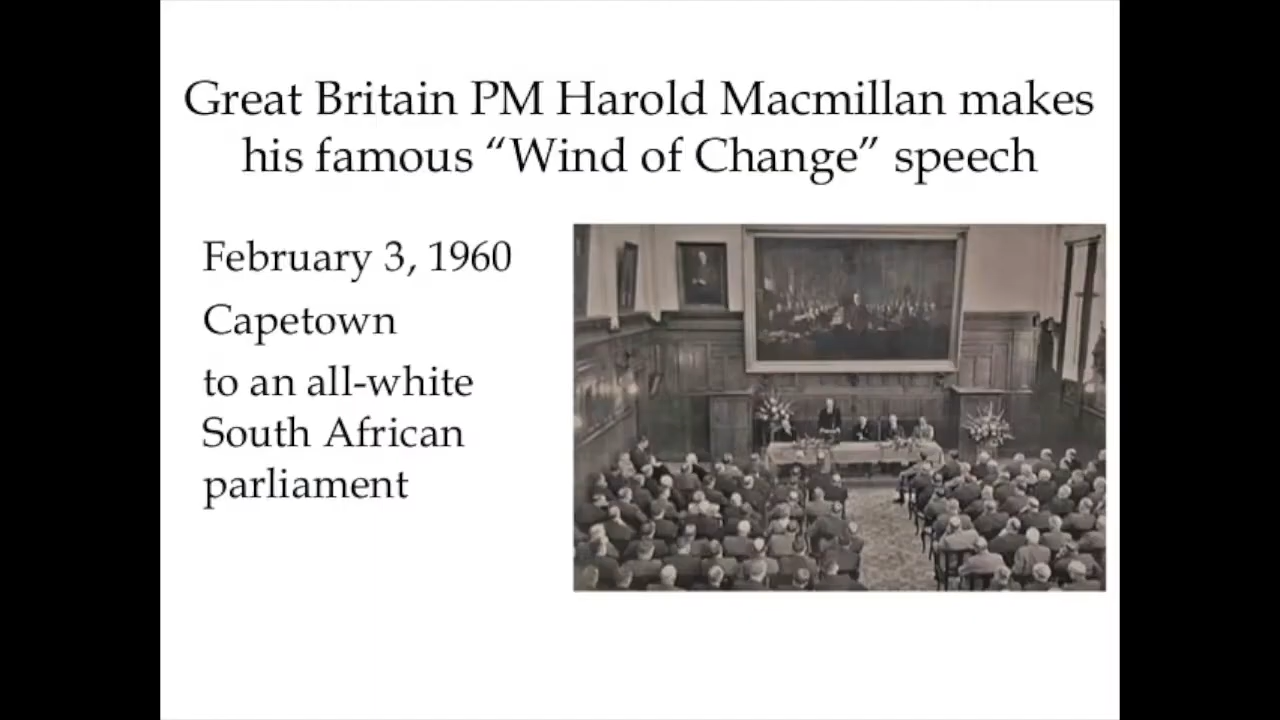 Great Britain PM Harold Macmillan makes
his famous “Wind of Change” speech
February 3, 1960
Capetown
to an all-white
South African
parliament